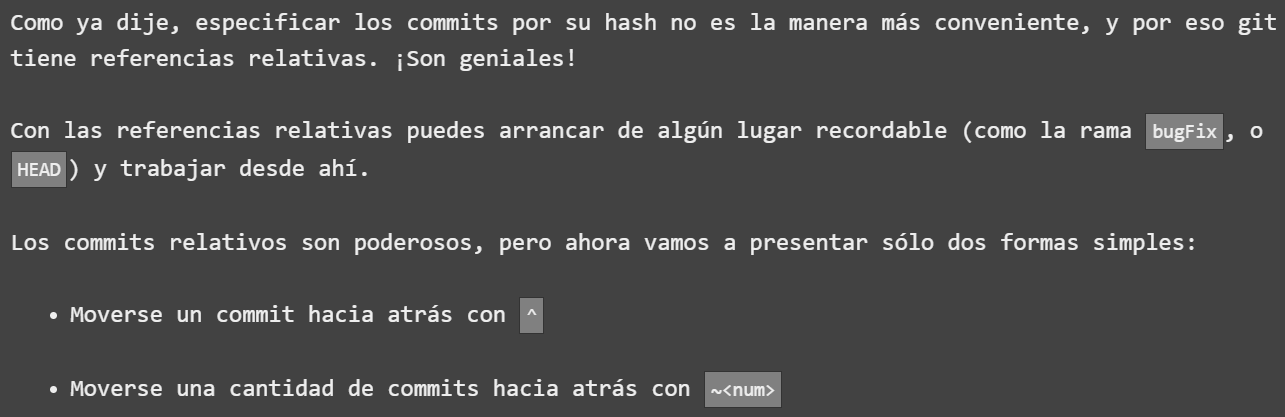 Como ya dije, especificar los commits por su hash no es la manera más conveniente, y por eso git
tiene referencias relativas. ¡Son geniales!
Con las referencias relativas puedes arrancar de algún lugar recordable (como la rama bugFix, o
HEAD) y trabajar desde ahí.
Los commits relativos son poderosos, pero ahora vamos a presentar sólo dos formas simples:
• Moverse un commit hacia atrás con ^
• Moverse una cantidad de commits hacia atrás con ~<num>